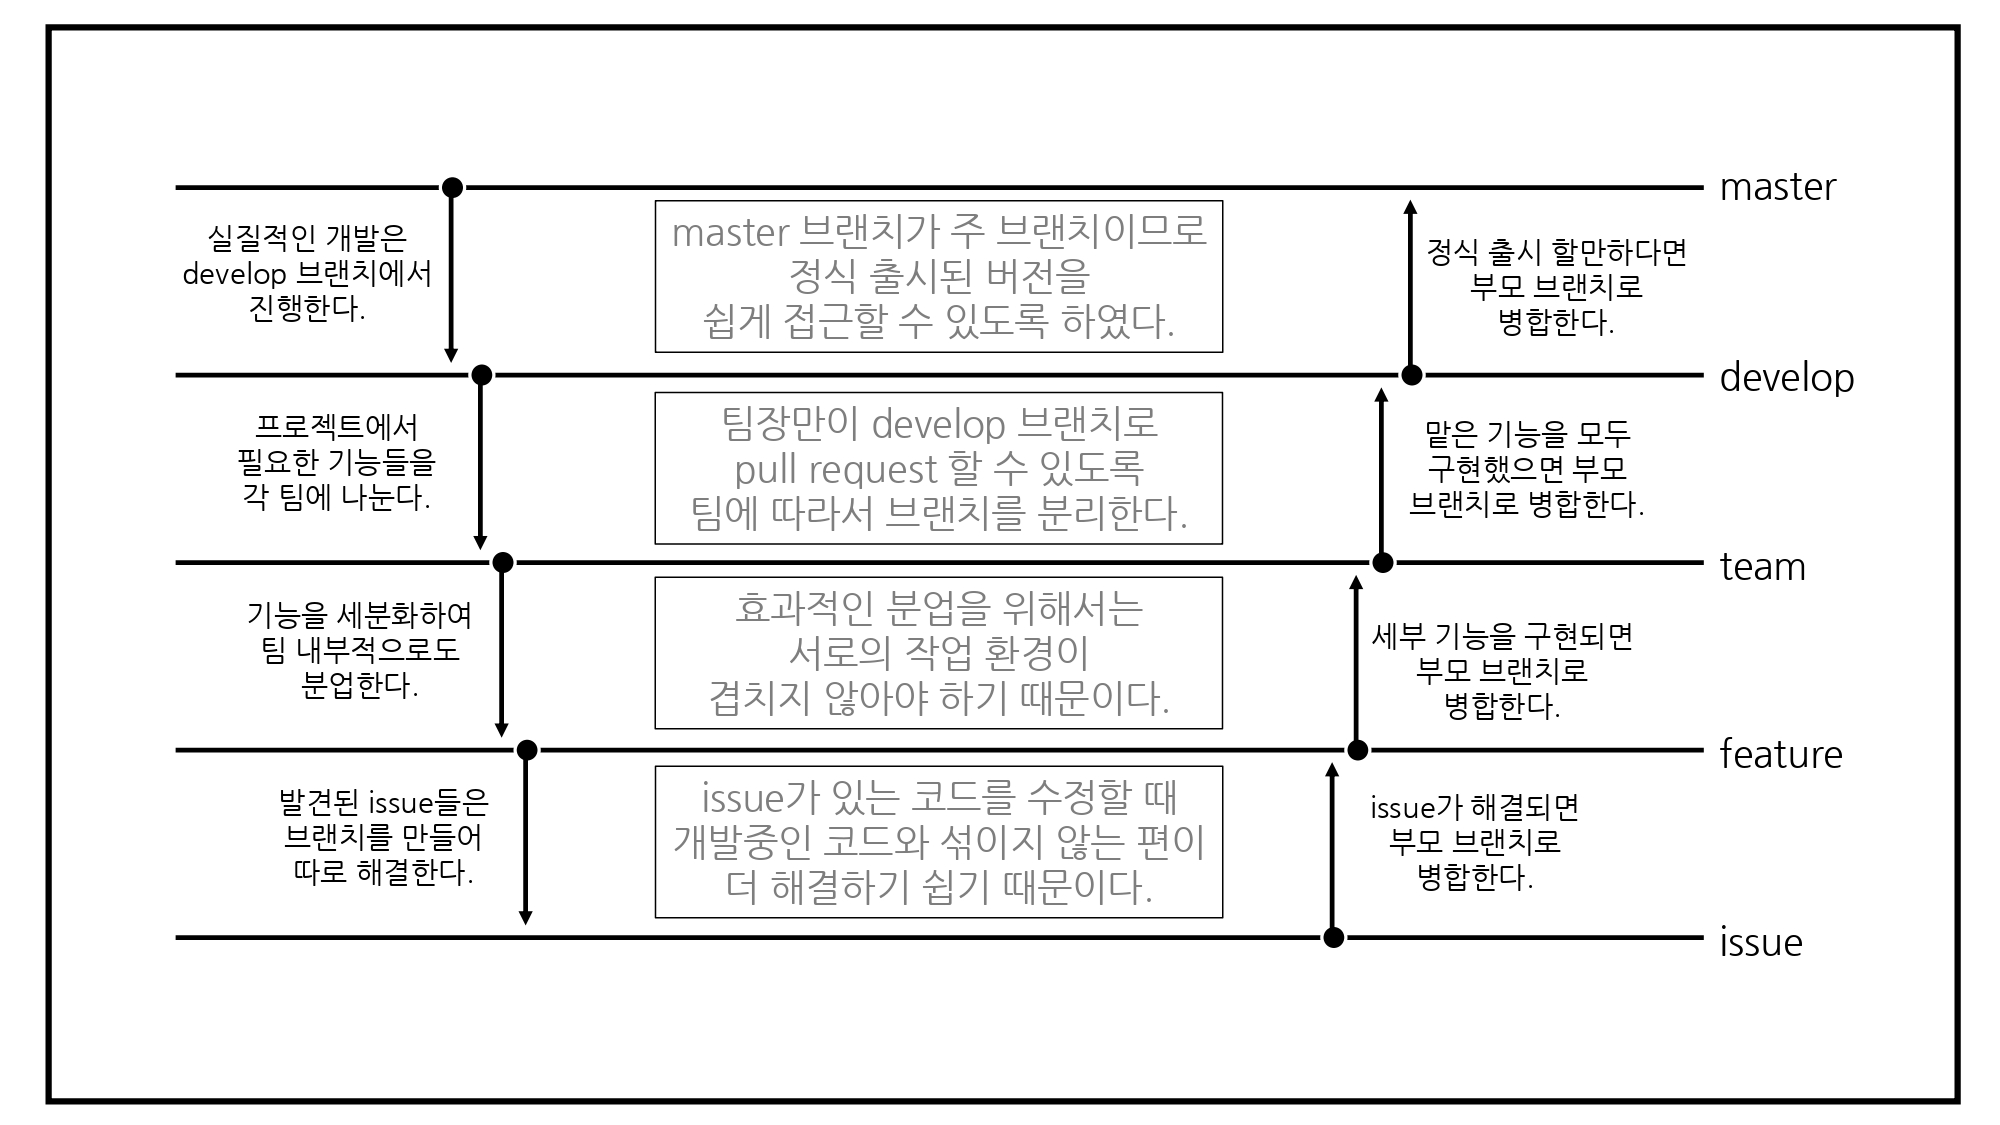 master
실질적인 개발은
develop 브랜치에서
진행한다.
master 브랜치가 주 브랜치이므로
정식 출시된 버전을
쉽게 접근할 수 있도록 하였다.
정식 출시 할만하다면
부모 브랜치로
병합한다.
develop
프로젝트에서
필요한 기능들을
각 팀에 나눈다.
팀장만이 develop 브랜치로
pull request 할 수 있도록
팀에 따라서 브랜치를 분리한다.
맡은 기능을 모두
구현했으면 부모
브랜치로 병합한다.
team
기능을 세분화하여
팀 내부적으로도
분업한다.
효과적인 분업을 위해서는
서로의 작업 환경이
겹치지 않아야 하기 때문이다.
세부 기능을 구현되면
부모 브랜치로
병합한다.
feature
발견된 issue들은
브랜치를 만들어
따로 해결한다.
issue가 있는 코드를 수정할 때
개발중인 코드와 섞이지 않는 편이
더 해결하기 쉽기 때문이다.
issue가 해결되면
부모 브랜치로
병합한다.
issue